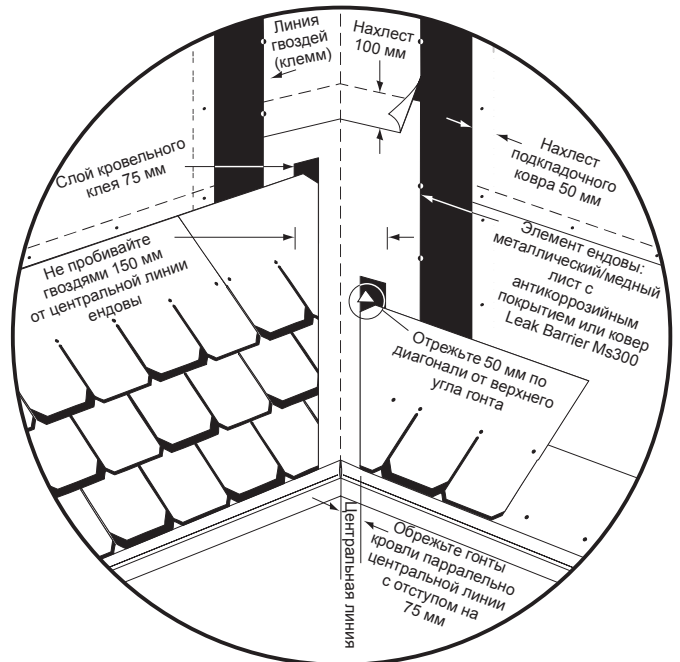 Линия
гвоздей
(клемм)
Нахлест
100 мм
Слой кровельного
клея 75 мм
Нахлест
подкладочного
ковра 50 мм
Не пробивайте
гвоздями 150 мм
от центральной линии
ендовы
Элемент ендовы:
металлический/медный
лист с
антикоррозийным
покрытием или ковер
Leak Barrier Ms300
Отрежьте 50 мм по
диагонали от верхнего
угла гонта
Центральная линия
Обрежьте гонты
кровли парралельно
центральной линии
с отступом на
75 мм